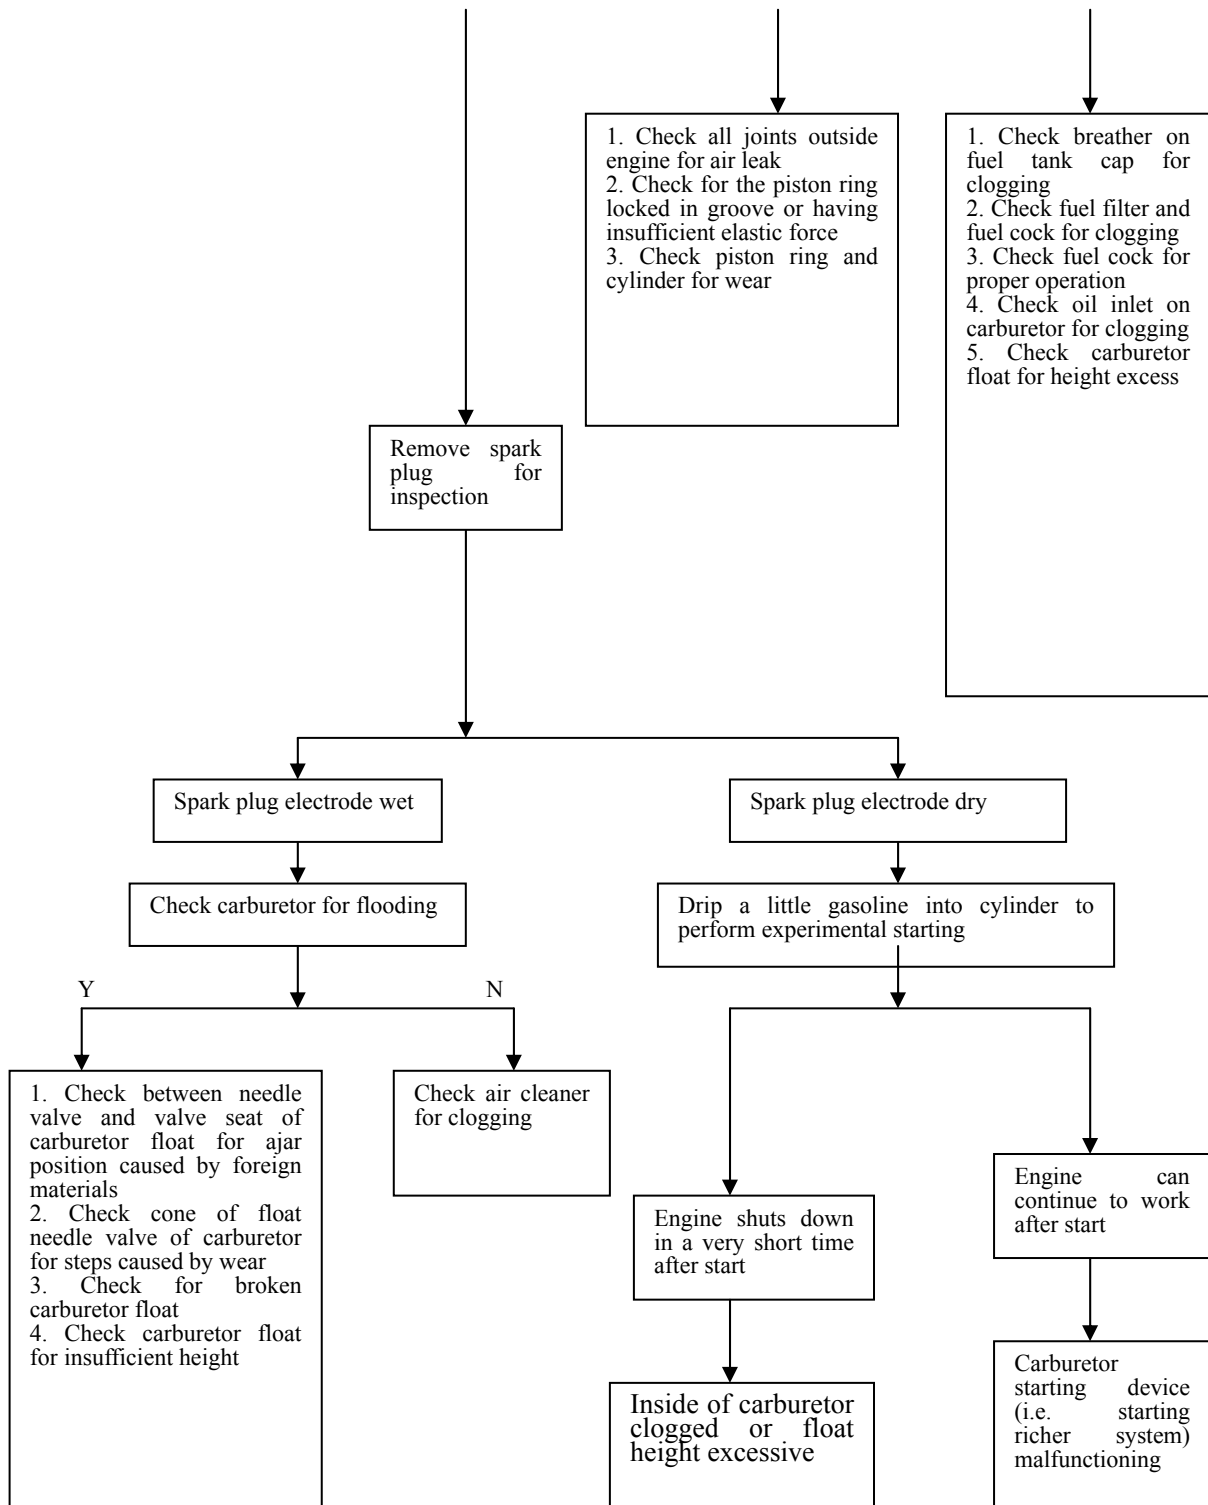 1. Check all joints outside
engine for air leak
2. Check for the piston ring
locked in groove or having
insufficient elastic force
3. Check piston ring and
cylinder for wear
1. Check breather on
fuel tank cap for
clogging
2. Check fuel filter and
fuel cock for clogging
3. Check fuel cock for
proper operation
4. Check oil inlet on
carburetor for clogging
5. Check carburetor
float for height excess
Remove spark
plug for
inspection
Spark plug electrode wet
Spark plug electrode dry
Check carburetor for flooding
Drip a little gasoline into cylinder to
perform experimental starting
Y
N
1. Check between needle
valve and valve seat of
carburetor float for ajar
position caused by foreign
materials
2. Check cone of float
needle valve of carburetor
for steps caused by wear
3. Check for broken
carburetor float
4. Check carburetor float
for insufficient height
Check air cleaner
for clogging
Engine shuts down
in a very short time
after start
Engine can
continue to work
after start
Inside of carburetor
clogged or float
height excessive
Carburetor
starting device
(i.e. starting
richer system)
malfunctioning